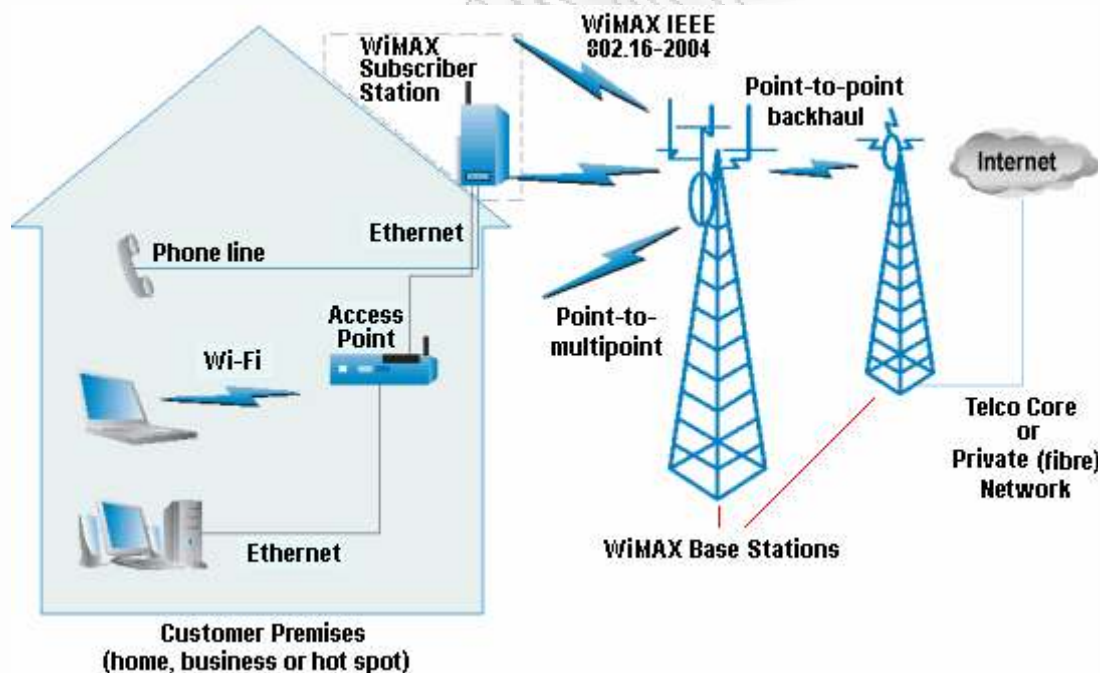 WiMAX IEEE
802.16-2004
WiMAX
Subscriber
Station
Point-to-point
backhaul
Internet
Ethernet
Phone line
Access
Point
Point-to-
multipoint
Wi-Fi
Telco Core
or
Private (fibre)
Network
Ethernet
WiMAX Base Stations
Customer Premises
(home, business or hot spot)